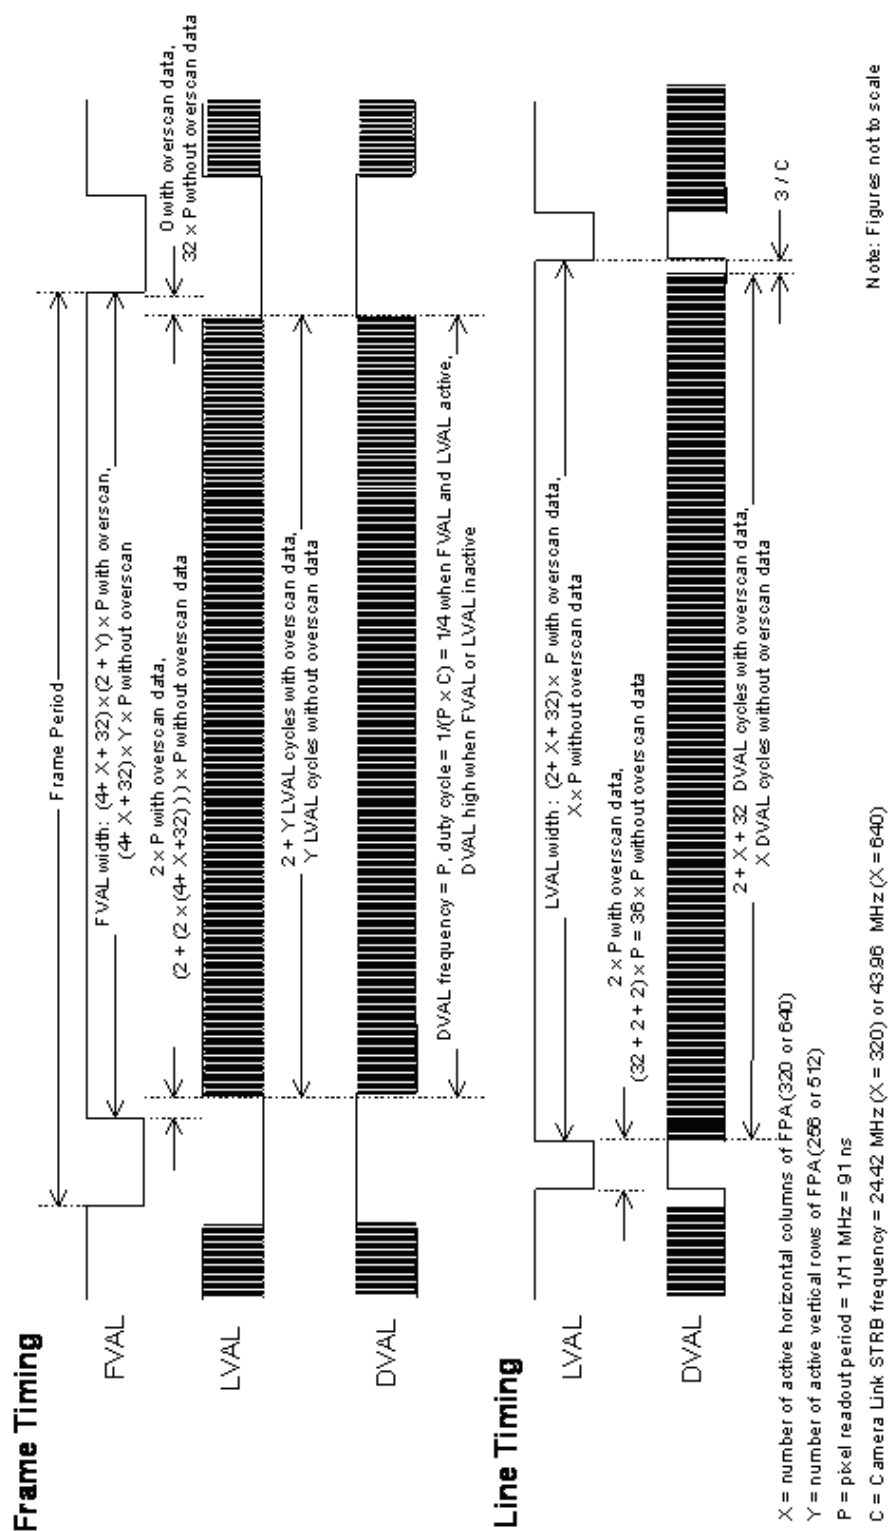 Frame Timing
Frame Period
FVAL
FVAL width: (4+ X + 32) × (2 + Y) × P with overscan,
(4+ X + 32) × Y × P without overscan
0 with overscan data,
32 × P without overscan data
2 × P with overscan data,
(2 + (2 × (4+ X +32) ) ) × P without overscan data
LVAL
2 + Y LVAL cycles with overscan data,
Y LVAL cycles without overscan data
DVAL
DVAL frequency = P, duty cycle = 1/(P × C) = 1/4 when FVAL and LVAL active,
DVAL high when FVAL or LVAL inactive
Line Timing
LVAL
LVAL width : (2+ X + 32) × P with overscan data,
X × P without overscan data
2 × P with overscan data,
(32 + 2 + 2) × P = 36 × P without overscan data
DVAL
2 + X + 32 DVAL cycles with overscan data,
X DVAL cycles without overscan data
3 / C
X = number of active horizontal columns of FPA (320 or 640)
Y = number of active vertical rows of FPA (256 or 512)
P = pixel readout period = 1/11 MHz = 91 ns
C = Camera Link STRB frequency = 24.42 MHz (X = 320) or 43.96 MHz (X = 640)
Note: Figures not to scale